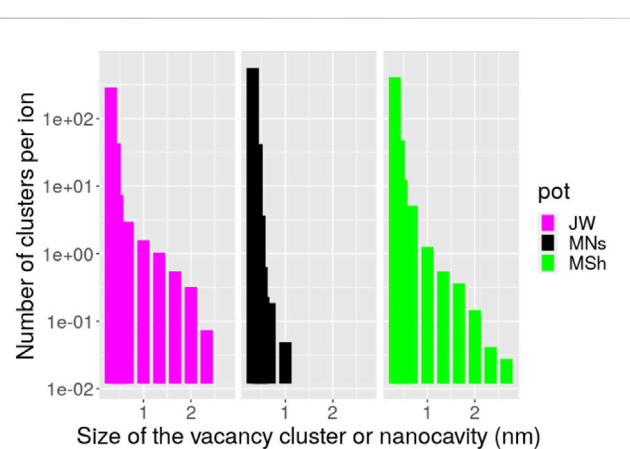 Number of clusters per ion
1e+02
1e+01
1e+00
1e-01
1e-02
1 2 1 2 1 2
Size of the vacancy cluster or nanocavity (nm)
pot
JW
MNs
MSh